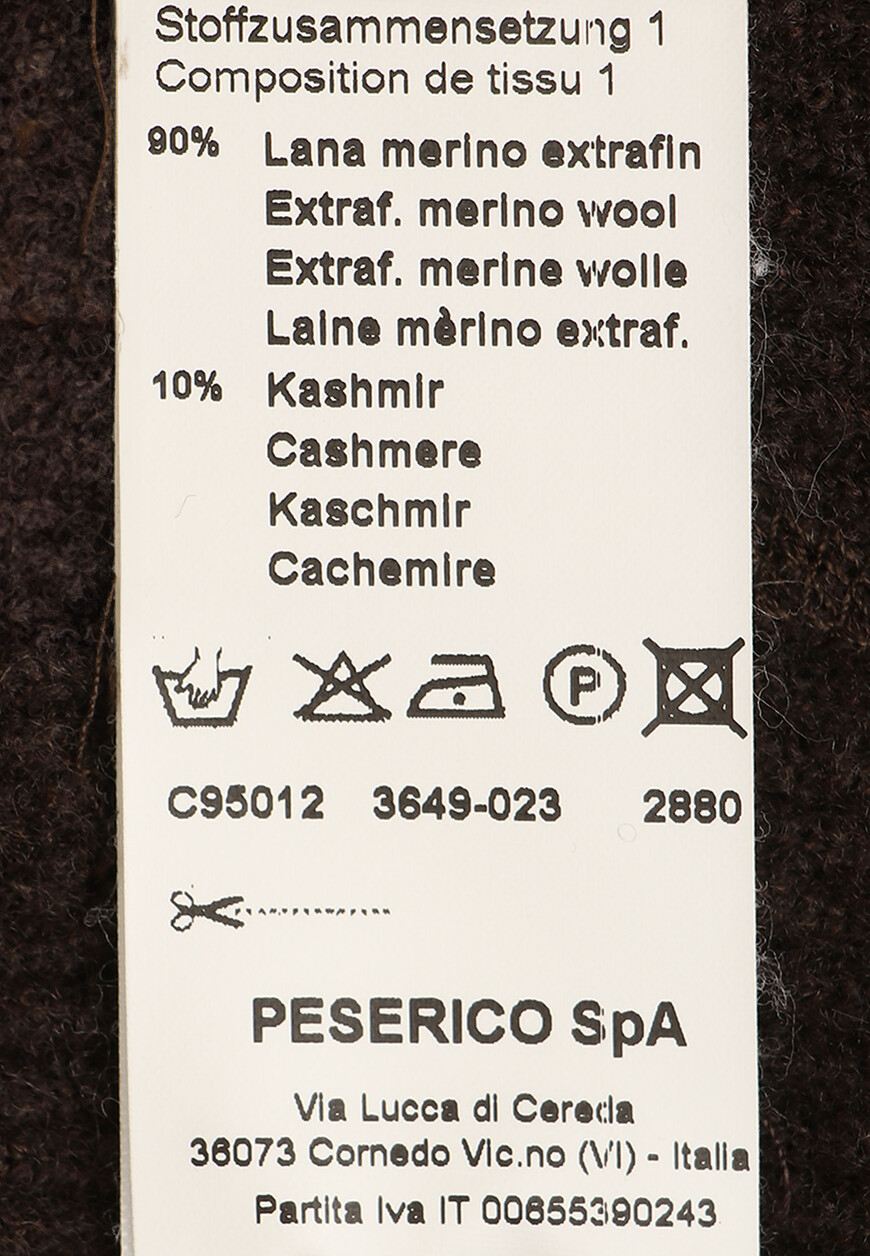 Stoffzusammensetzung 1
Composition de tissu 1
90% Lana merino extrafin
Extraf. merino wool
Extraf. merine wolle
Laine mèrino extraf.
10% Kashmir
Cashmere
Kaschmir
Cachemire
P
C95012 3649-023 2880
PESERICO SpA
Via Lucca di Cereda
36073 Cornedo Vic.no (VI) - Italia
Partita Iva IT 00655390243